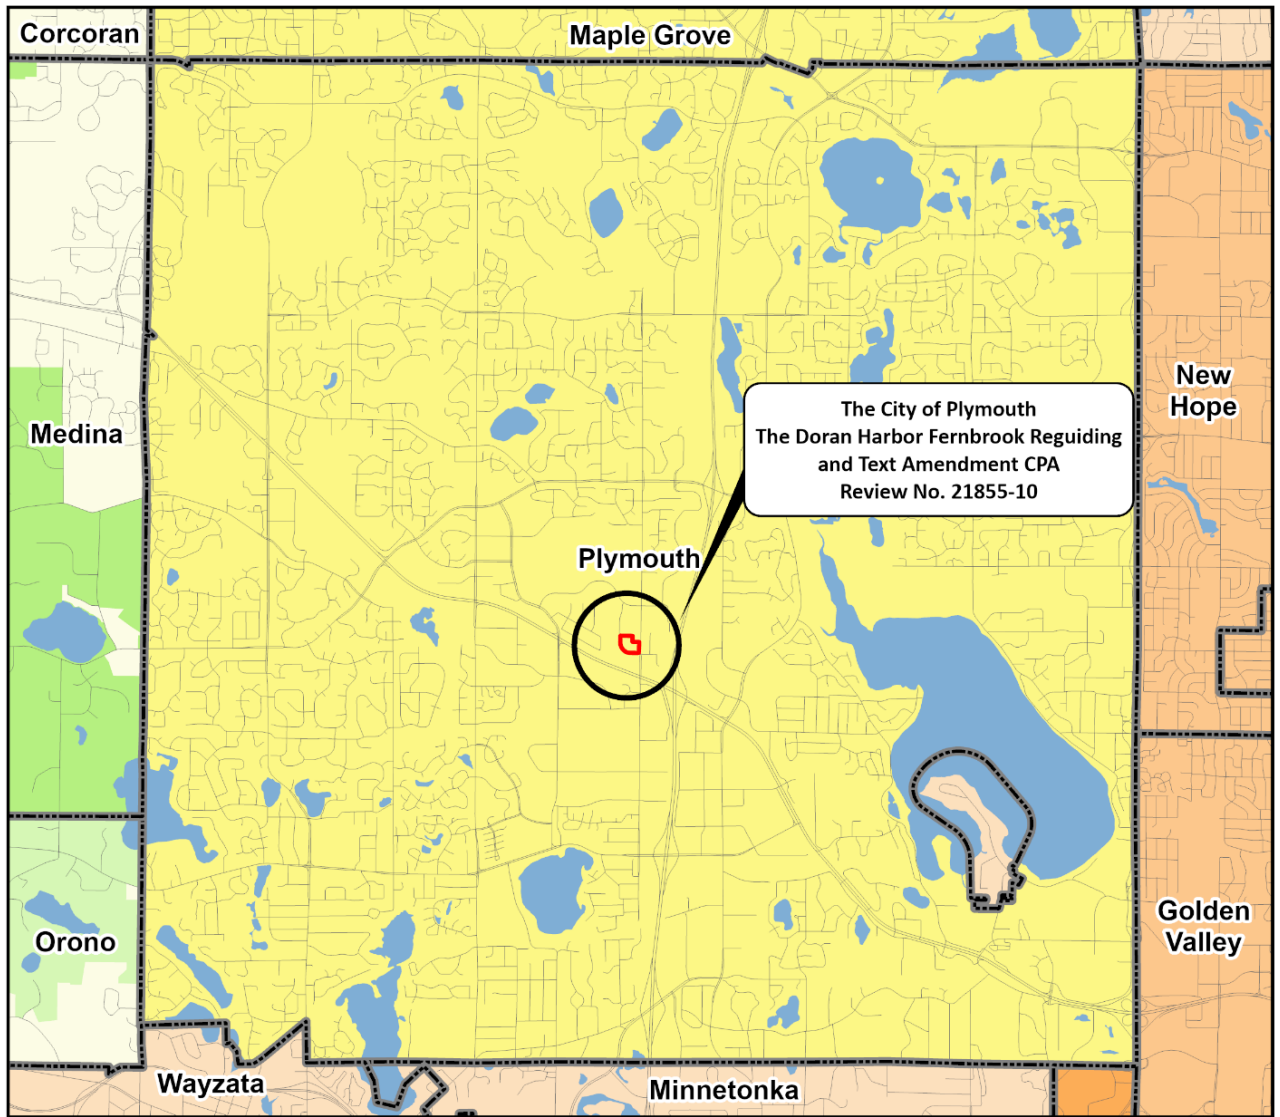 Corcoran
Maple Grove
New
Hope
Medina
The City of Plymouth
The Doran Harbor Fernbrook Reguiding
and Text Amendment CPA
Review No. 21855-10
Plymouth
Golden
Valley
Orono
Wayzata
Minnetonka